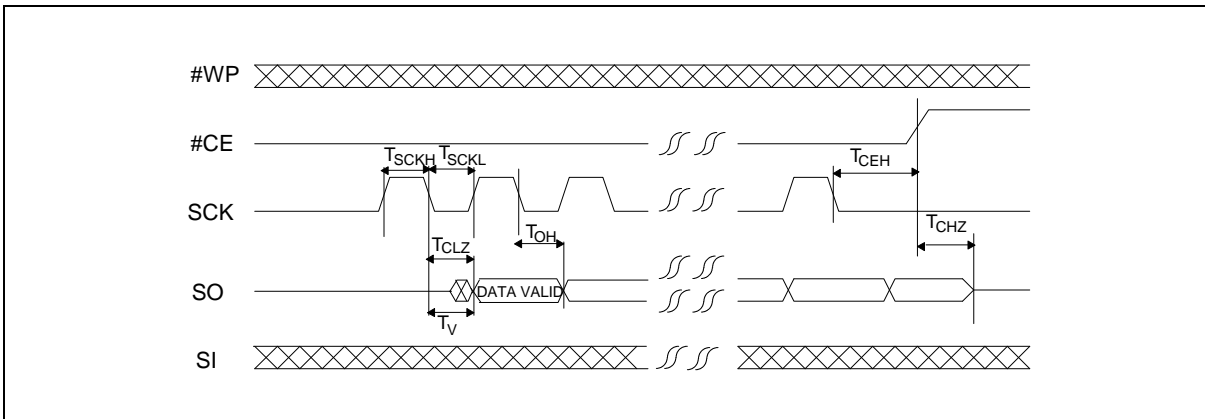 #WP
#CE
TSCKH TSCKL
TCEH
SCK
TCLZ
TOH
TCHZ
SO
DATA VALID
TV
SI